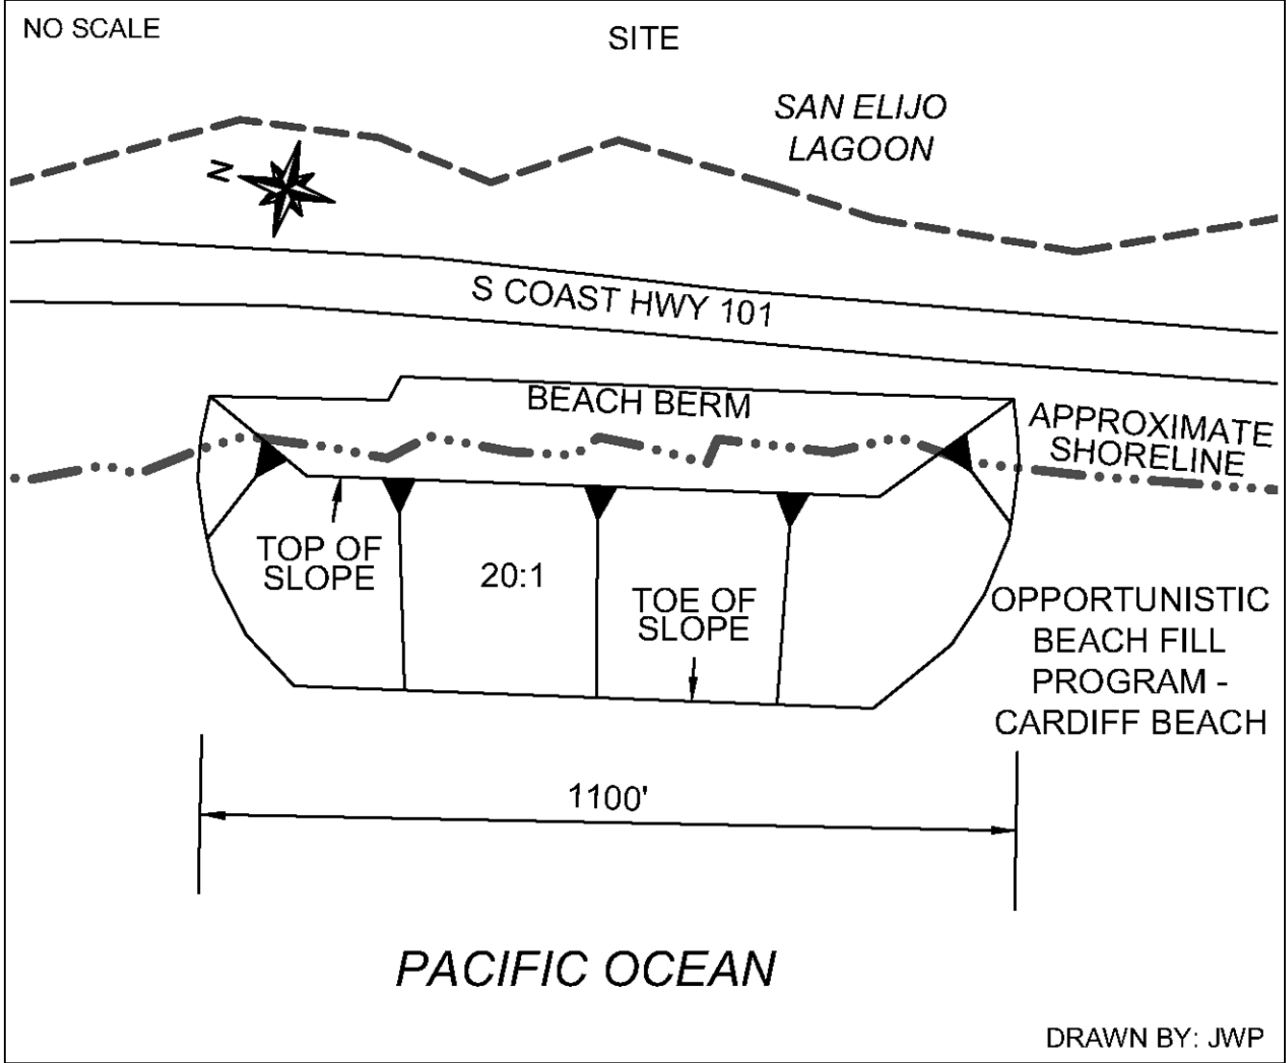 NO SCALE
SITE
SAN ELIJO
LAGOON
N
S COAST HWY 101
BEACH BERM
APPROXIMATE
SHORELINE
TOP OF
SLOPE
20:1
TOE OF
SLOPE
OPPORTUNISTIC
BEACH FILL
PROGRAM -
CARDIFF BEACH
1100'
PACIFIC OCEAN
DRAWN BY: JWP